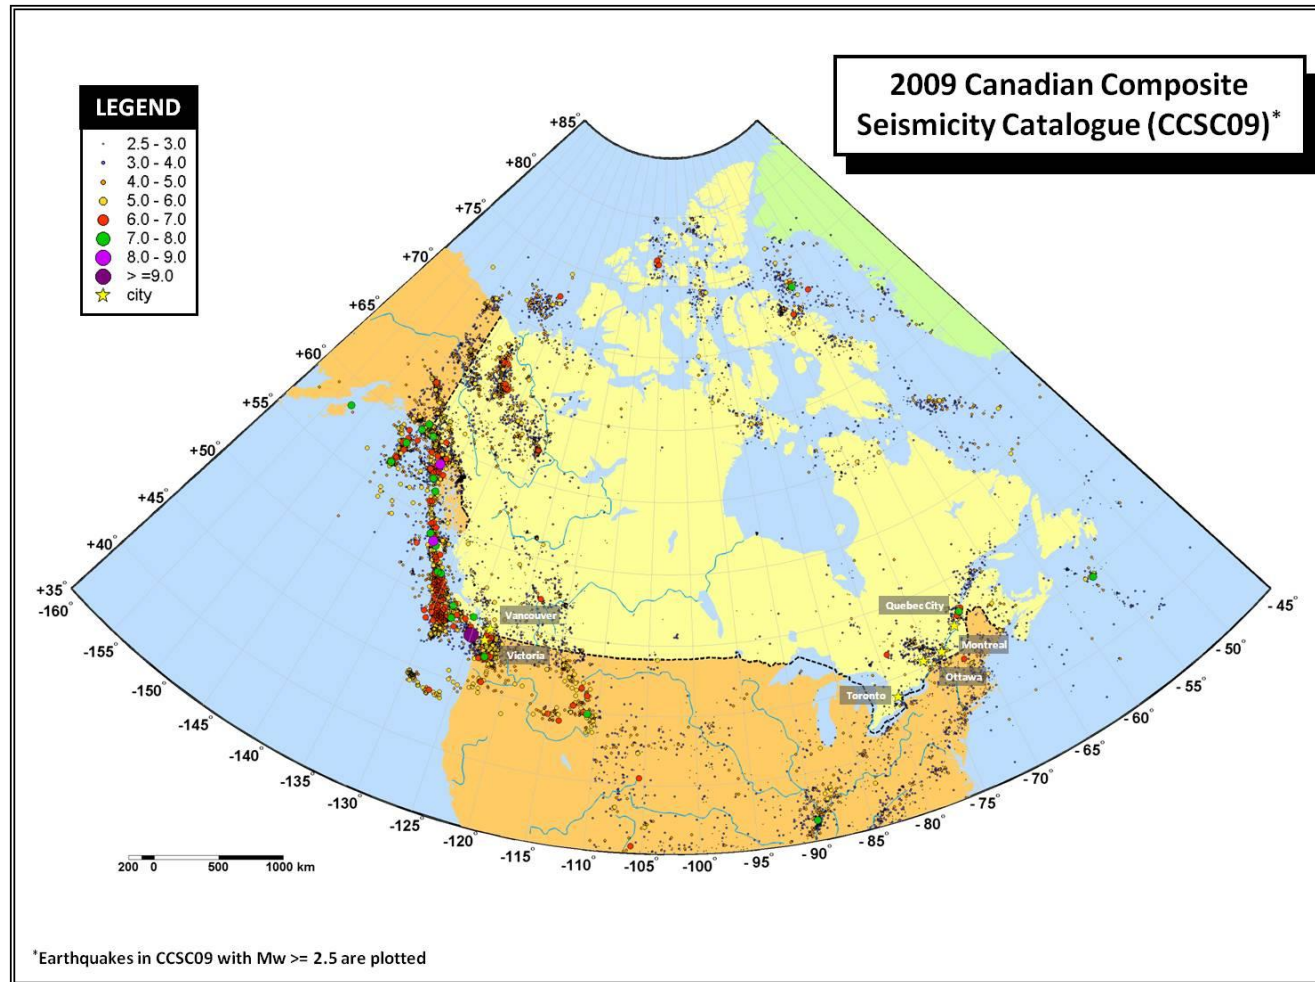 2009 Canadian Composite
Seismicity Catalogue (CCSC09)*
LEGEND
2.5 - 3.0
3.0 - 4.0
4.0 - 5.0
5.0 - 6.0
6.0 - 7.0
7.0 - 8.0
8.0 - 9.0
> =9.0
city
+85°
+80°
+75°
+70°
+65°
+60°
+55°
+50°
+45°
+40°
+35°
-160°
-155°
-150°
-145°
-140°
-135°
-130°
-125°
-120°
-115°
-110°
-105°
-100°
- 95°
- 90°
- 85°
- 80°
- 75°
- 70°
- 65°
- 60°
- 55°
- 50°
- 45°
Vancouver
Victoria
Quebec City
Montreal
Ottawa
Toronto
200 0 500 1000 km
*Earthquakes in CCSC09 with Mw >= 2.5 are plotted